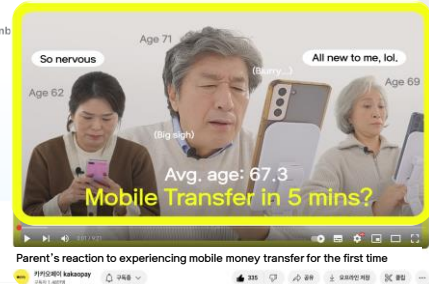 Age 71
So nervous
All new to me, lol.
(Blurry...)
Age 62
Age 69
(Big sigh)
Avg. age: 67.3
Mobile Transfer in 5 mins?
Parent's reaction to experiencing mobile money transfer for the first time
카카오페이 kakaopay
구독중
335
공유
오프라인 저장
클립